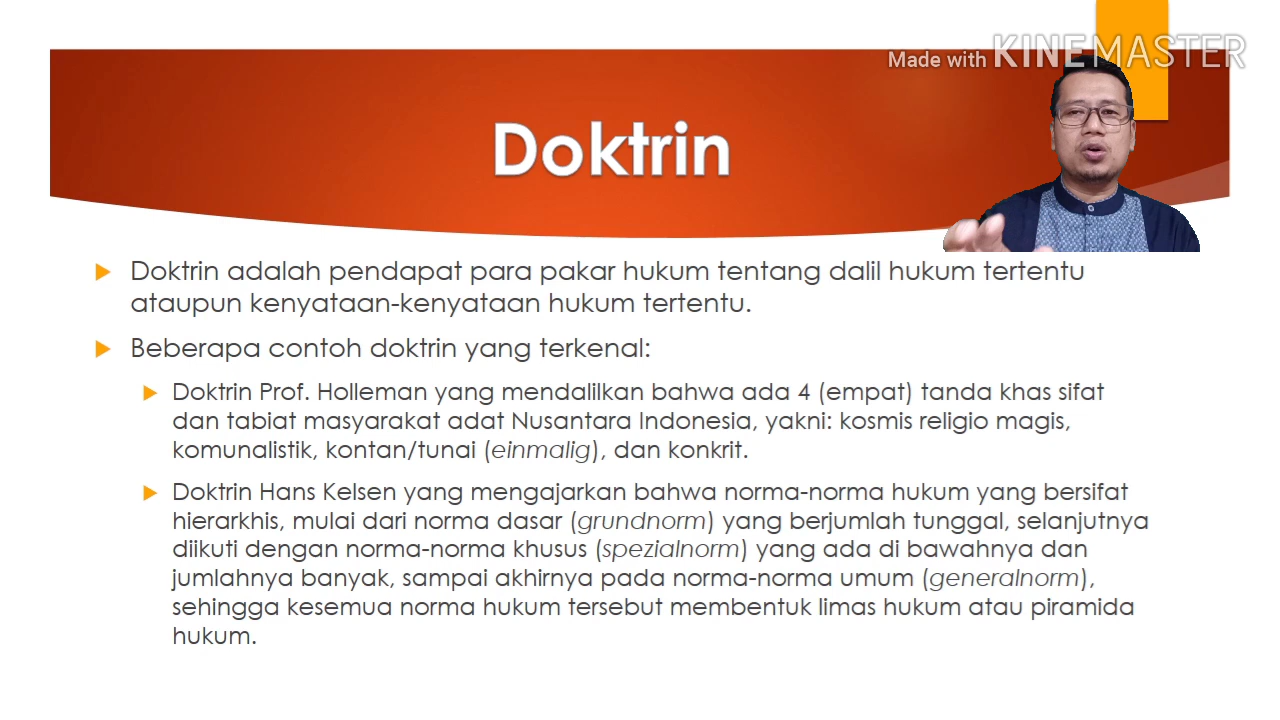 Made with KINEMASTER
Doktrin
Doktrin adalah pendapat para pakar hukum tentang dalil hukum tertentu
ataupun kenyataan-kenyataan hukum tertentu.
Beberapa contoh doktrin yang terkenal:
Doktrin Prof. Holleman yang mendalilkan bahwa ada 4 (empat) tanda khas sifat
dan tabiat masyarakat adat Nusantara Indonesia, yakni: kosmis religio magis,
komunalistik, kontan/tunai (einmalig), dan konkrit.
Doktrin Hans Kelsen yang mengajarkan bahwa norma-norma hukum yang bersifat
hierarkhis, mulai dari norma dasar (grundnorm) yang berjumlah tunggal, selanjutnya
diikuti dengan norma-norma khusus (spezialnorm) yang ada di bawahnya dan
jumlahnya banyak, sampai akhirnya pada norma-norma umum (generalnorm),
sehingga kesemua norma hukum tersebut membentuk limas hukum atau piramida
hukum.